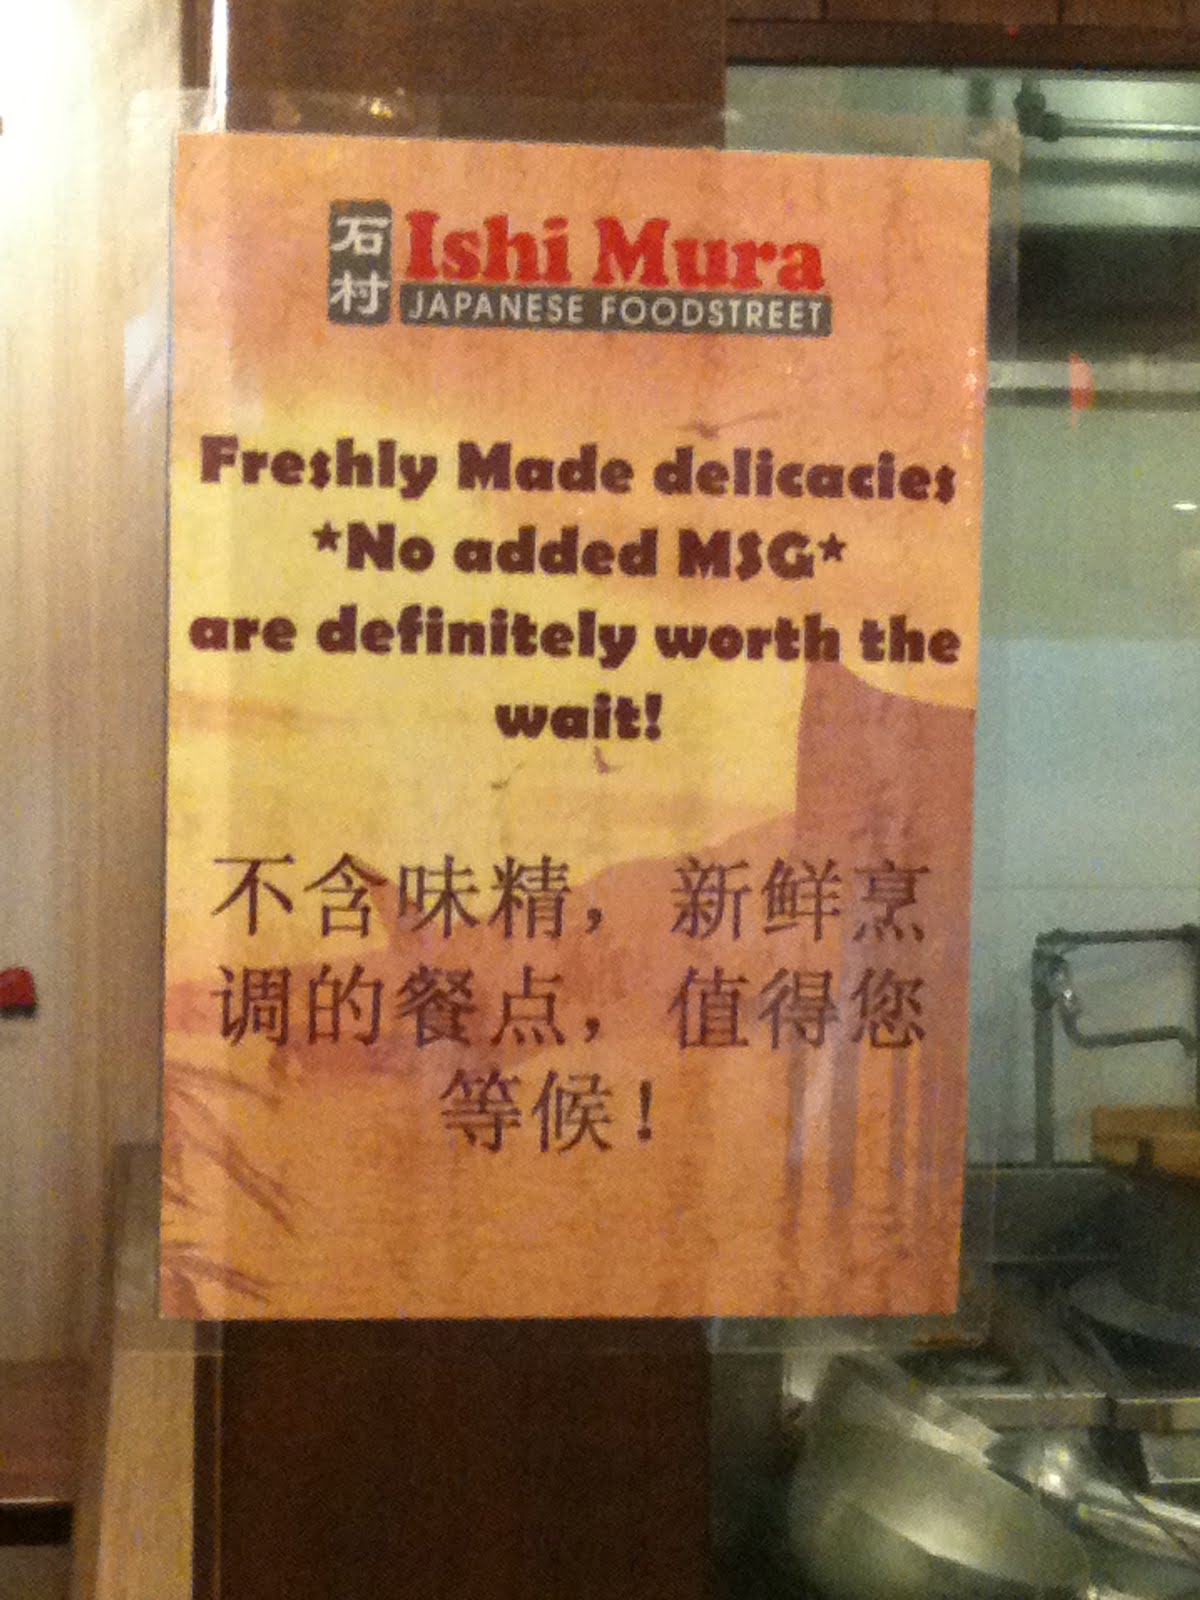 石村
Ishi Mura
JAPANESE FOODSTREET
Freshly Made delicacies
*No added MSG*
are definitely worth the
wait!
不含味精，新鲜烹
调的餐点，值得您
等候！